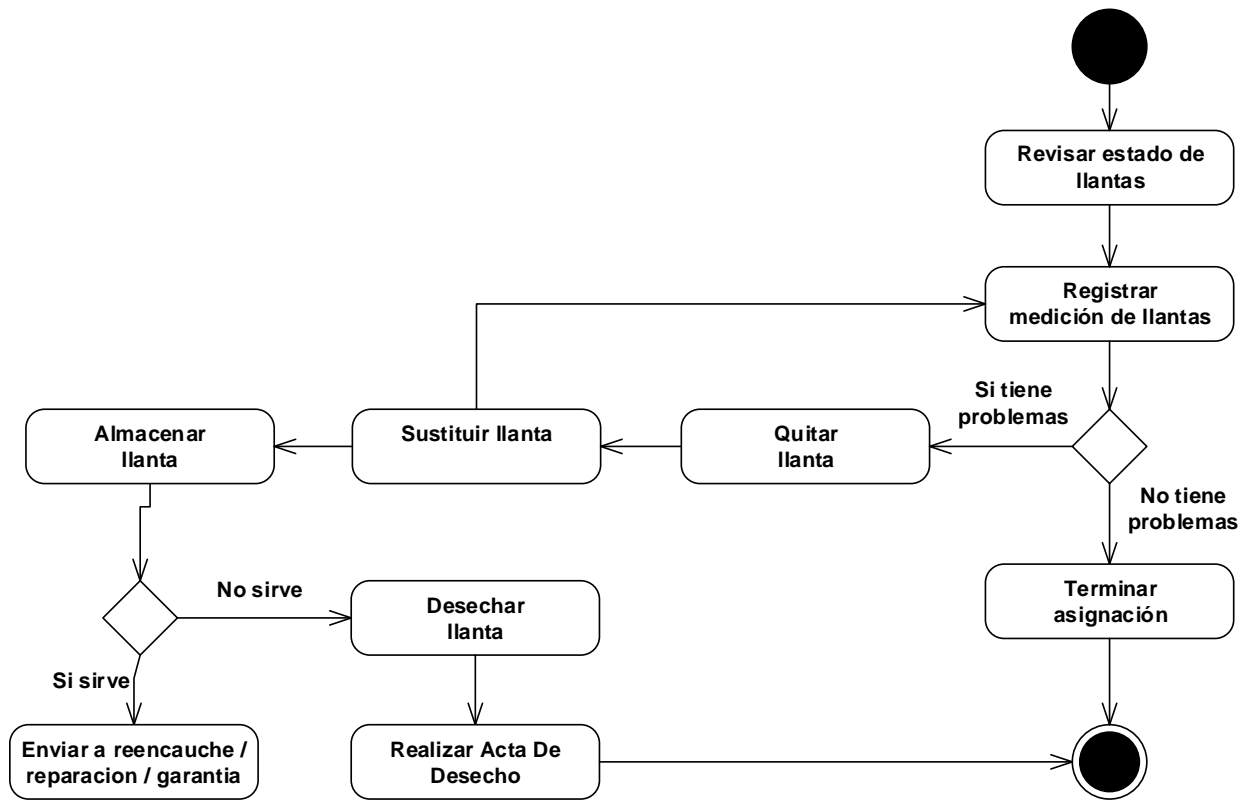 Revisar estado de
llantas
Registrar
medición de llantas
Si tiene
problemas
Almacenar
llanta
Sustituir llanta
Quitar
llanta
No tiene
problemas
No sirve
Desechar
llanta
Terminar
asignación
Si sirve
Enviar a reencauche /
reparacion / garantia
Realizar Acta De
Desecho